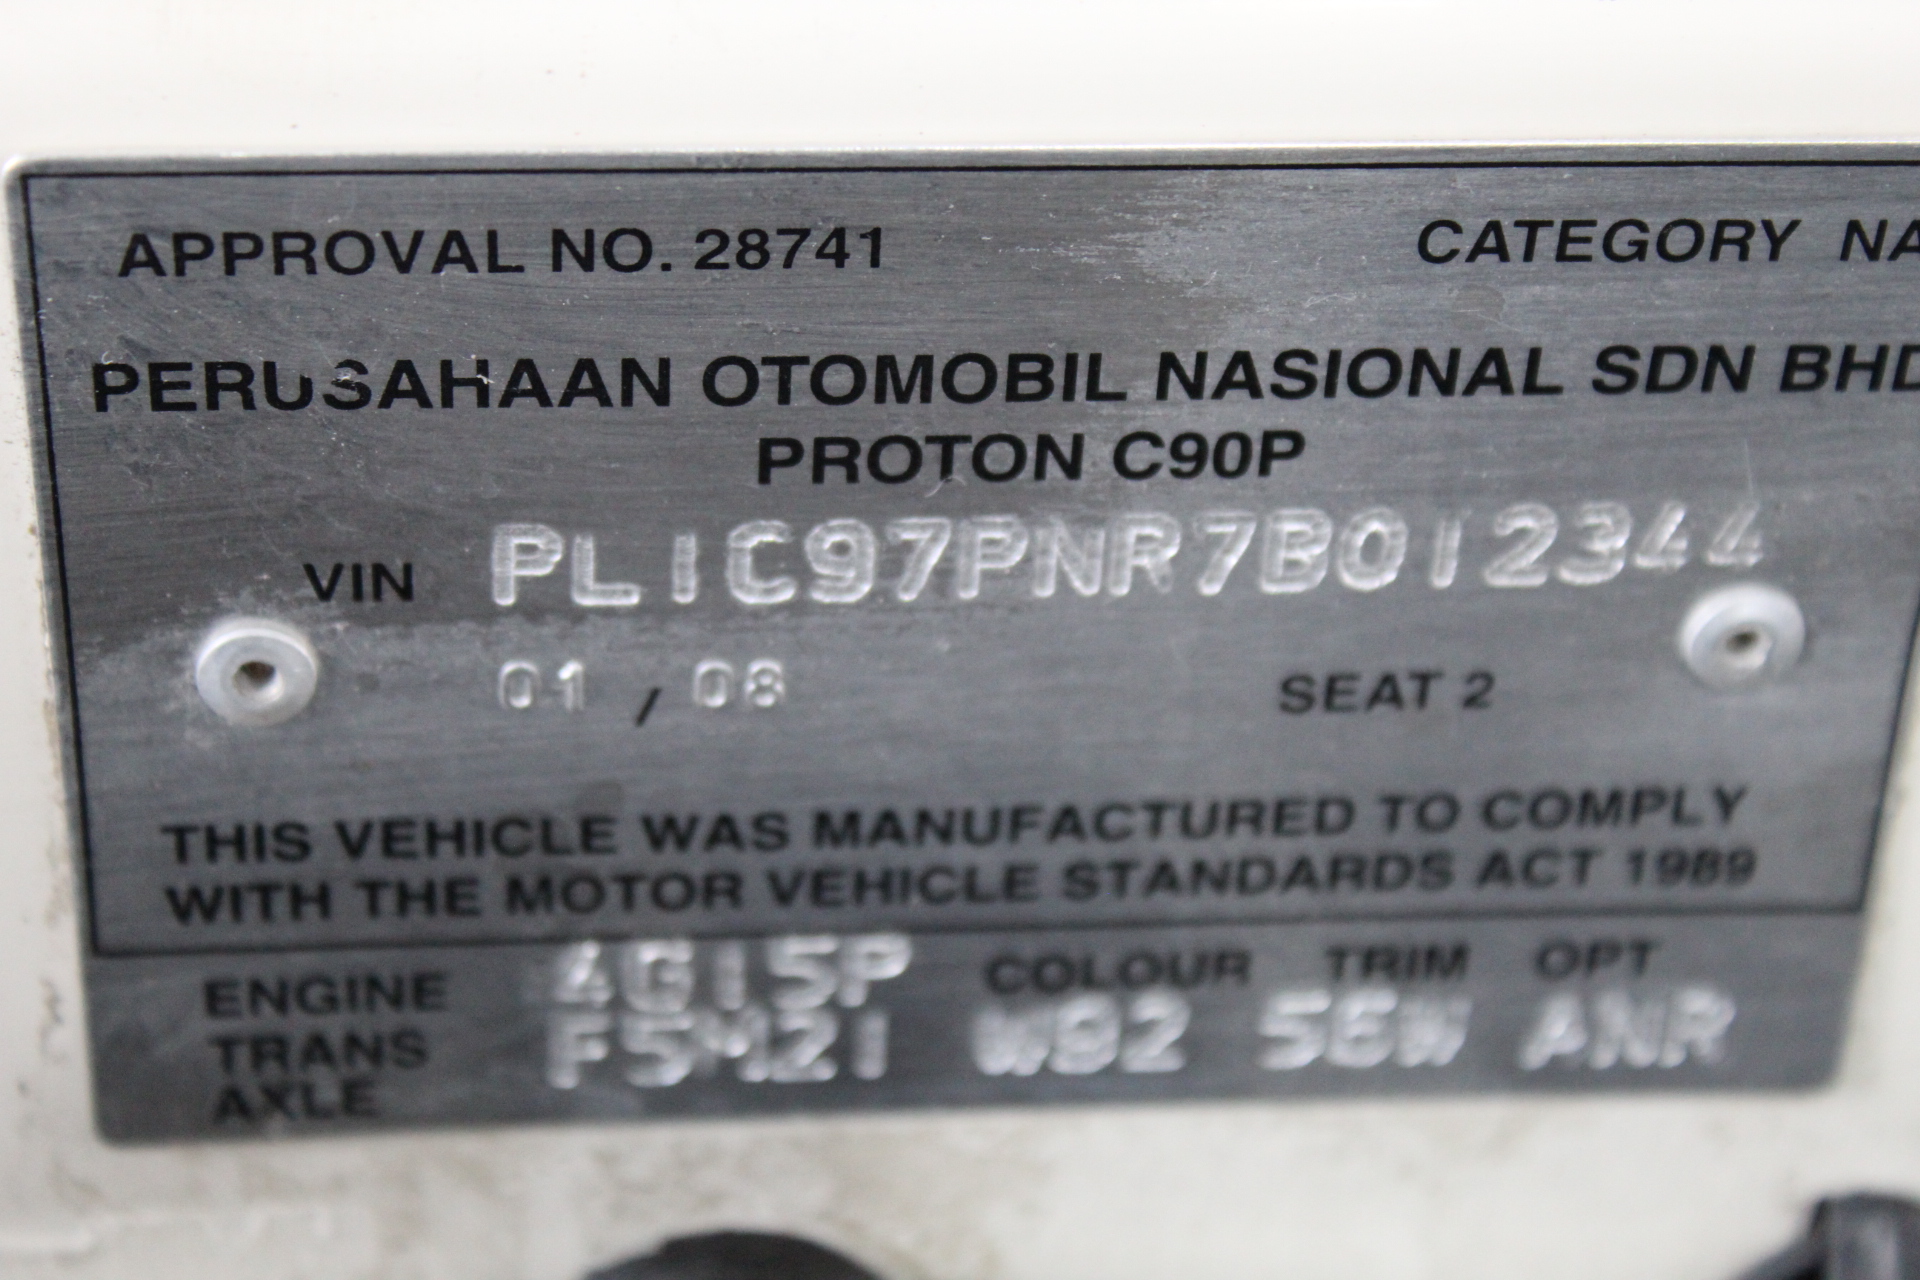 APPROVAL NO. 28741 CATEGORY NA
PERUSAHAAN OTOMOBIL NASIONAL SDN BHD
PROTON C90P
VIN PL1C97PNR7B012344
01 / 08 SEAT 2
THIS VEHICLE WAS MANUFACTURED TO COMPLY
WITH THE MOTOR VEHICLE STANDARDS ACT 1989
ENGINE 4G15P COLOUR TRIM OPT
TRANS F5M21 W92 56W ANR
AXLE